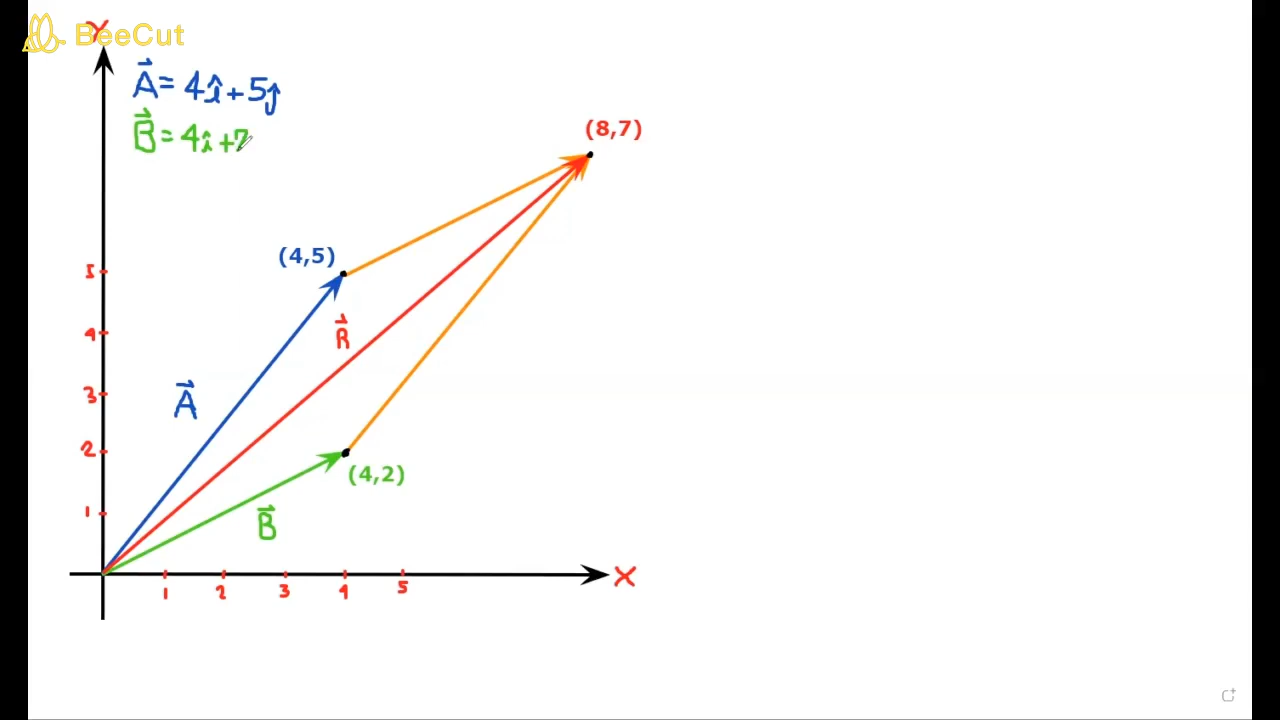 Y
BeeCut
A⃗ = 4î + 5ĵ
B⃗ = 4î +
(8,7)
(4,5)
5
R⃗
4
3
A⃗
2
(4,2)
1
B⃗
X
1 2 3 4 5